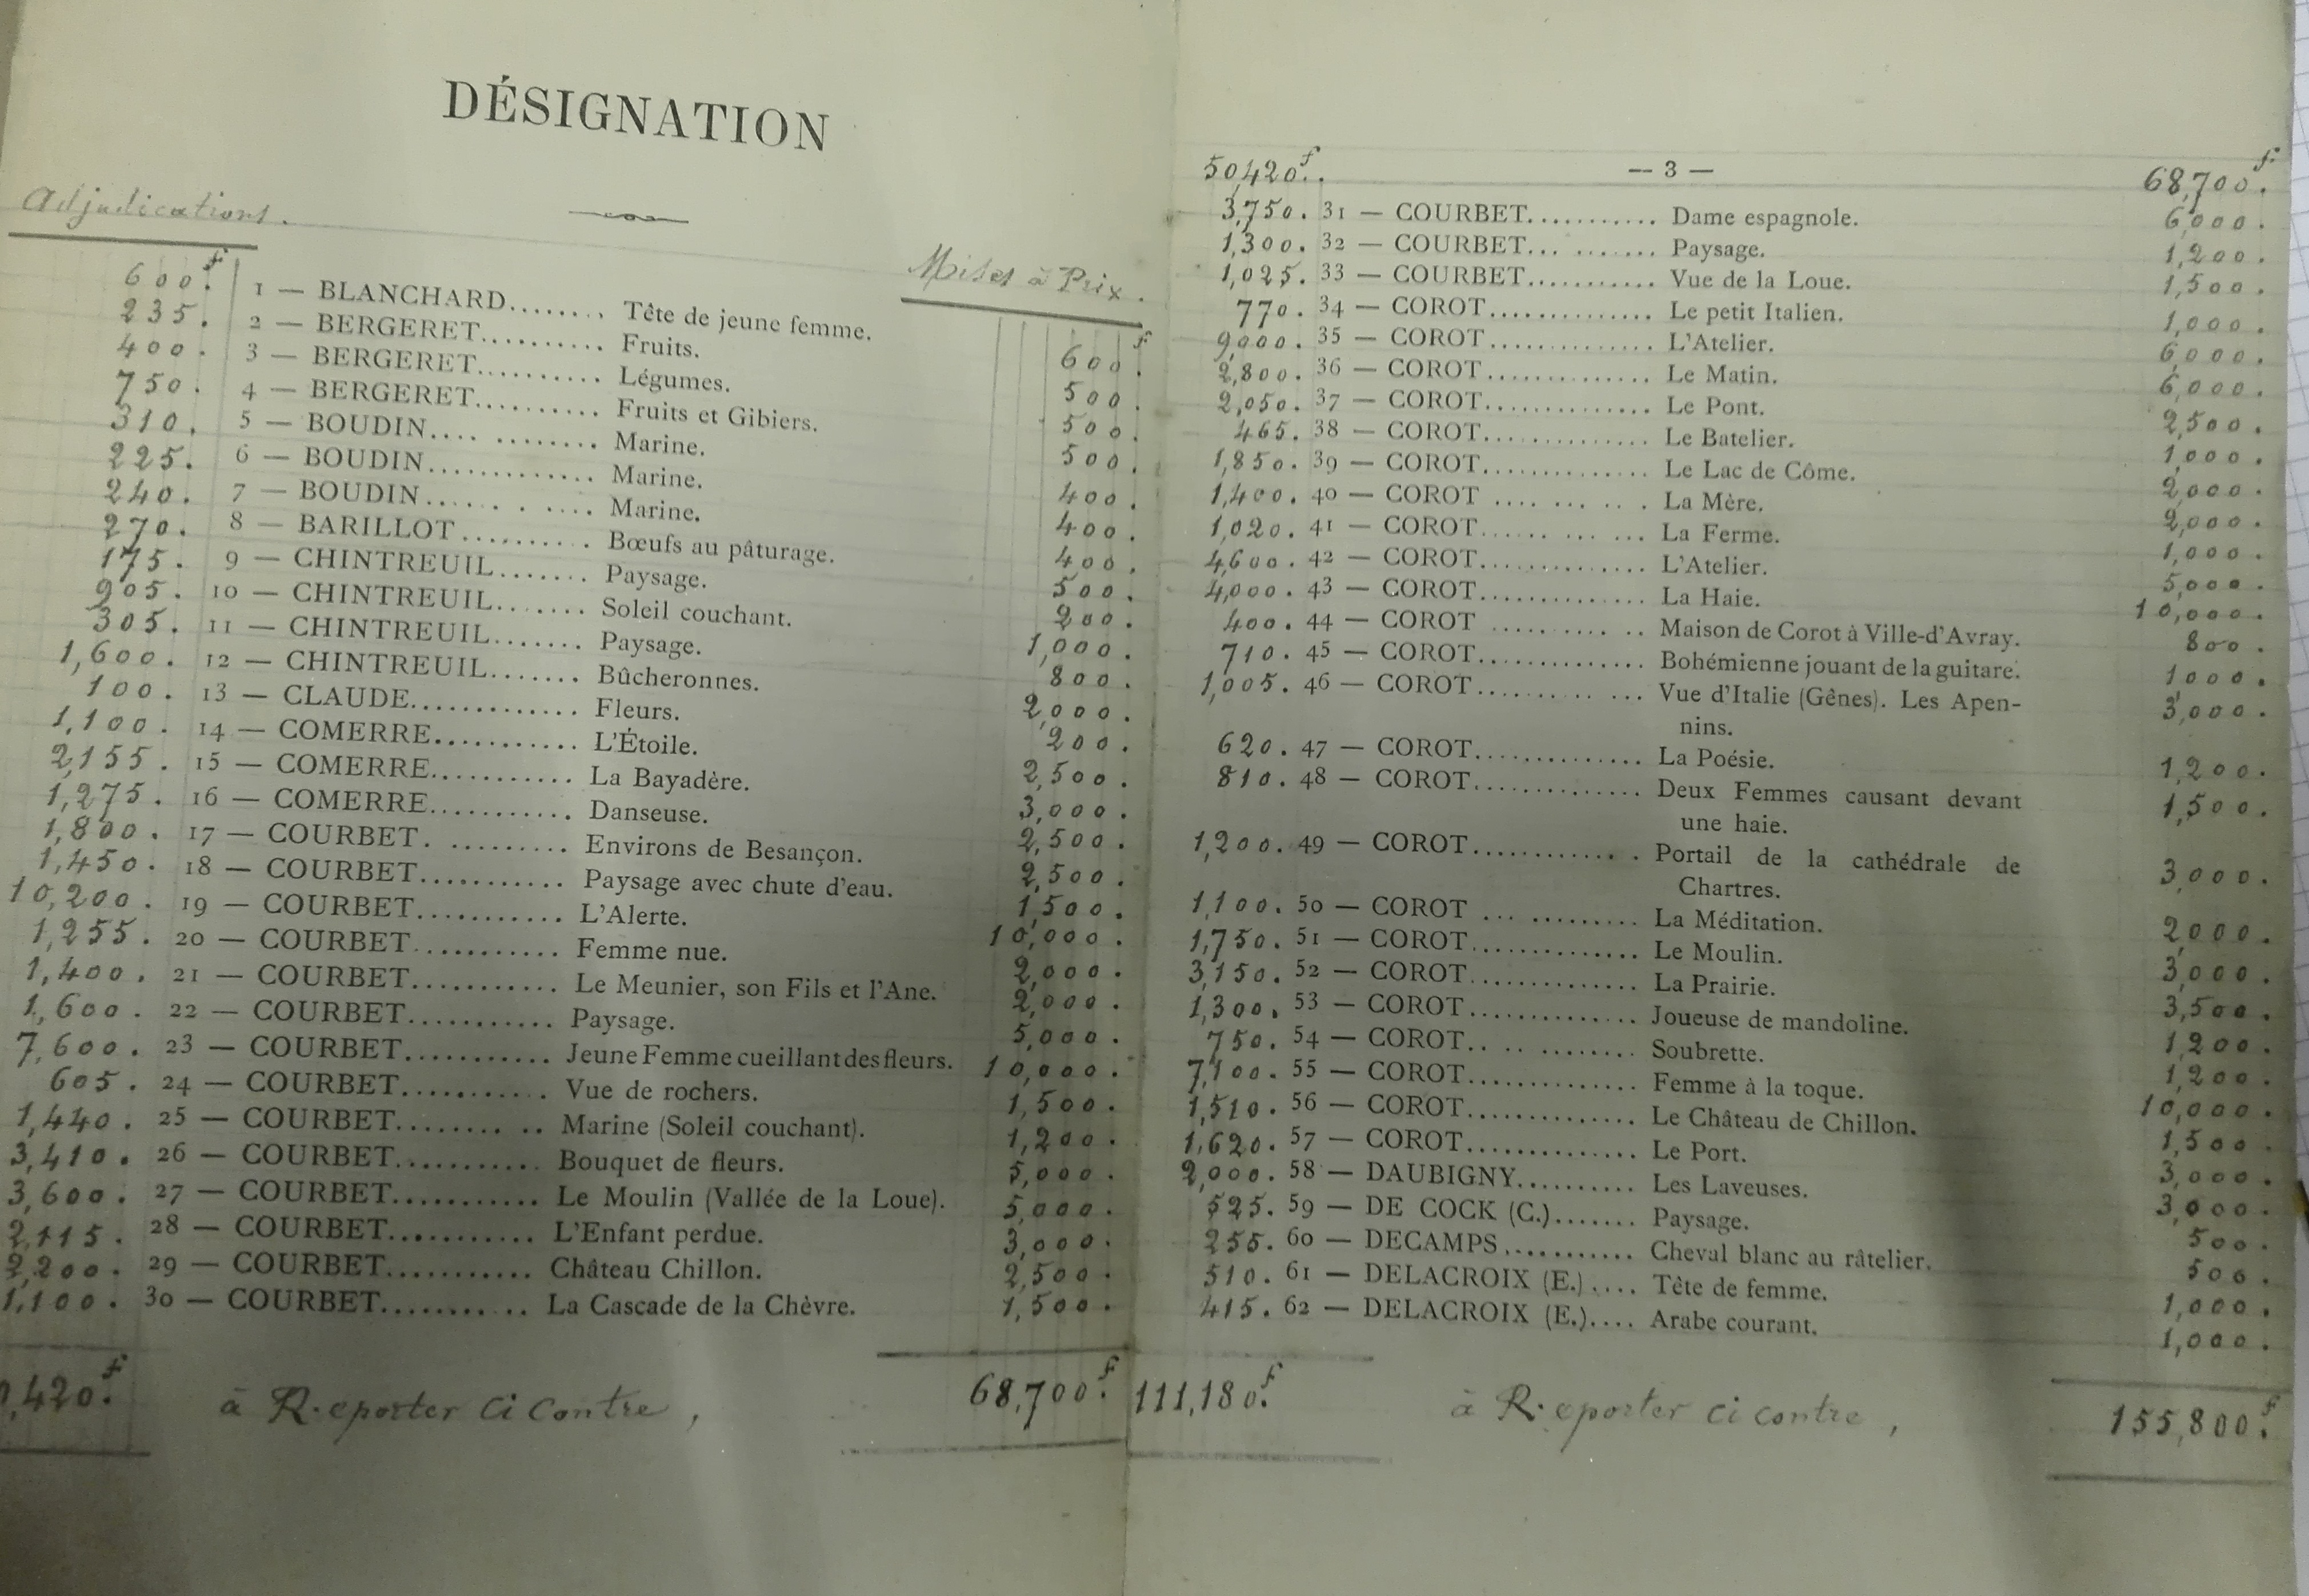 DÉSIGNATION
Adjudications.
Mises à Prix.
600.f 1 — BLANCHARD........ Tête de jeune femme. 600.f
235. 2 — BERGERET.......... Fruits. 500.
400. 3 — BERGERET.......... Légumes. 500.
750. 4 — BERGERET.......... Fruits et Gibiers. 500.
310. 5 — BOUDIN.... ........ Marine. 400.
225. 6 — BOUDIN............. Marine. 400.
240. 7 — BOUDIN...... . .... Marine. 400.
270. 8 — BARILLOT.......... Bœufs au pâturage. 500.
175. 9 — CHINTREUIL....... Paysage. 200.
905. 10 — CHINTREUIL....... Soleil couchant. 1,000.
305. 11 — CHINTREUIL....... Paysage. 800.
1,600. 12 — CHINTREUIL....... Bûcheronnes. 2,000.
100. 13 — CLAUDE............. Fleurs. 200.
1,100. 14 — COMERRE........... L'Étoile. 2,500.
2,155. 15 — COMERRE........... La Bayadère. 3,000.
1,275. 16 — COMERRE........... Danseuse. 2,500.
1,800. 17 — COURBET. ......... Environs de Besançon. 2,500.
1,450. 18 — COURBET........... Paysage avec chute d'eau. 1,500.
10,200. 19 — COURBET........... L'Alerte. 10,000.
1,255. 20 — COURBET........... Femme nue. 2,000.
1,400. 21 — COURBET........... Le Meunier, son Fils et l'Ane. 2,000.
1,600. 22 — COURBET........... Paysage. 5,000.
7,600. 23 — COURBET........... Jeune Femme cueillant des fleurs. 10,000.
605. 24 — COURBET........... Vue de rochers. 1,500.
1,440. 25 — COURBET......... .. Marine (Soleil couchant). 1,200.
3,410. 26 — COURBET........... Bouquet de fleurs. 5,000.
3,600. 27 — COURBET........... Le Moulin (Vallée de la Loue). 5,000.
2,115. 28 — COURBET........... L'Enfant perdue. 3,000.
2,200. 29 — COURBET........... Château Chillon. 2,500.
1,100. 30 — COURBET........... La Cascade de la Chèvre. 1,500.
,420.f à Reporter ci contre, 68,700.f
50,420.f. — 3 — 68,700.f
3,750. 31 — COURBET........... Dame espagnole. 6,000.
1,300. 32 — COURBET... ....... Paysage. 1,200.
1,025. 33 — COURBET........... Vue de la Loue. 1,500.
770. 34 — COROT.............. Le petit Italien. 1,000.
9,000. 35 — COROT.............. L'Atelier. 6,000.
2,800. 36 — COROT.............. Le Matin. 6,000.
2,050. 37 — COROT.............. Le Pont. 2,500.
465. 38 — COROT.............. Le Batelier. 1,000.
1,850. 39 — COROT.............. Le Lac de Côme. 2,000.
1,400. 40 — COROT .... ... .. . La Mère. 2,000.
1,020. 41 — COROT...... ... ... La Ferme. 1,000.
4,600. 42 — COROT.............. L'Atelier. 5,000.
4,000. 43 — COROT.............. La Haie. 10,000.
400. 44 — COROT .......... .. Maison de Corot à Ville-d'Avray. 800.
710. 45 — COROT.............. Bohémienne jouant de la guitare. 1000.
1,005. 46 — COROT.......... ... Vue d'Italie (Gênes). Les Apen- 3,000.
nins.
620. 47 — COROT.............. La Poésie. 1,200.
810. 48 — COROT.............. Deux Femmes causant devant 1,500.
une haie.
1,200. 49 — COROT............. . Portail de la cathédrale de 3,000.
Chartres.
1,100. 50 — COROT ... .......... La Méditation. 2,000.
1,750. 51 — COROT.............. Le Moulin. 3,000.
3,150. 52 — COROT.............. La Prairie. 3,500.
1,300. 53 — COROT.............. Joueuse de mandoline. 1,200.
750. 54 — COROT.. .. ........ Soubrette. 1,200.
7,100. 55 — COROT.............. Femme à la toque. 10,000.
1,510. 56 — COROT.............. Le Château de Chillon. 1,500.
1,620. 57 — COROT.............. Le Port. 3,000.
2,000. 58 — DAUBIGNY.......... Les Laveuses. 3,000.
525. 59 — DE COCK (C.)....... Paysage. 500.
255. 60 — DECAMPS........... Cheval blanc au râtelier. 500.
510. 61 — DELACROIX (E.).... Tête de femme. 1,000.
415. 62 — DELACROIX (E.).... Arabe courant. 1,000.
111,180.f à Reporter ci contre, 155,800.f